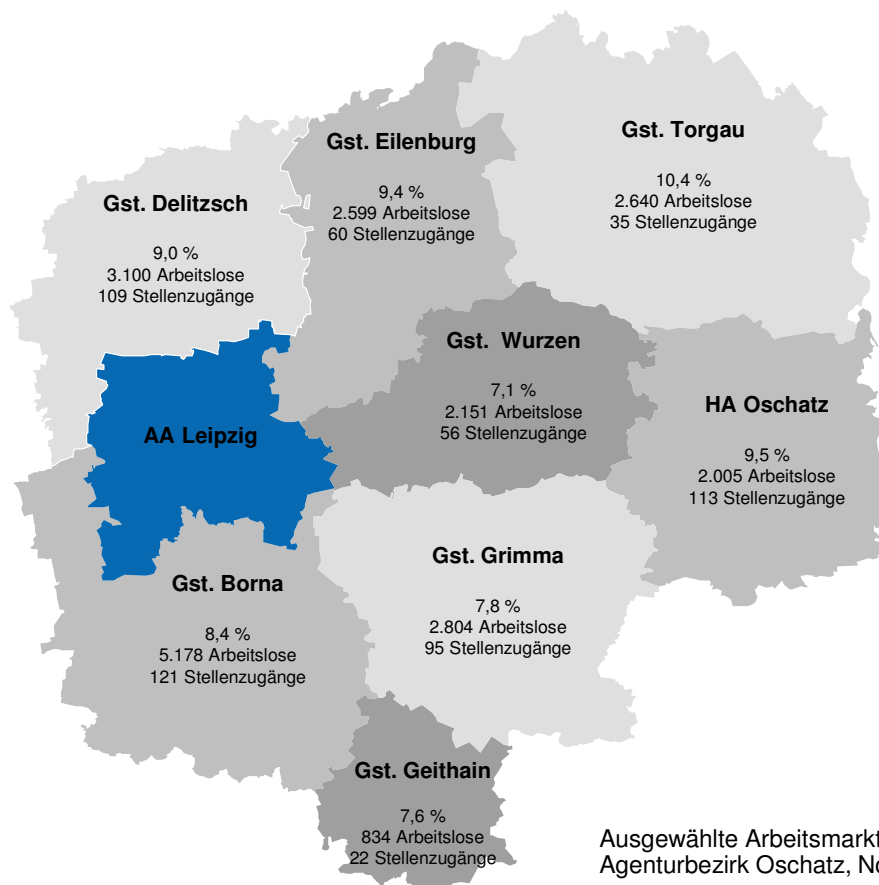 Gst. Eilenburg
9,4 %
2.599 Arbeitslose
60 Stellenzugänge
Gst. Torgau
10,4 %
2.640 Arbeitslose
35 Stellenzugänge
Gst. Delitzsch
9,0 %
3.100 Arbeitslose
109 Stellenzugänge
Gst. Wurzen
7,1 %
2.151 Arbeitslose
56 Stellenzugänge
HA Oschatz
9,5 %
2.005 Arbeitslose
113 Stellenzugänge
AA Leipzig
Gst. Grimma
7,8 %
2.804 Arbeitslose
95 Stellenzugänge
Gst. Borna
8,4 %
5.178 Arbeitslose
121 Stellenzugänge
Gst. Geithain
7,6 %
834 Arbeitslose
22 Stellenzugänge
Ausgewählte Arbeitsmarkt
Agenturbezirk Oschatz, No